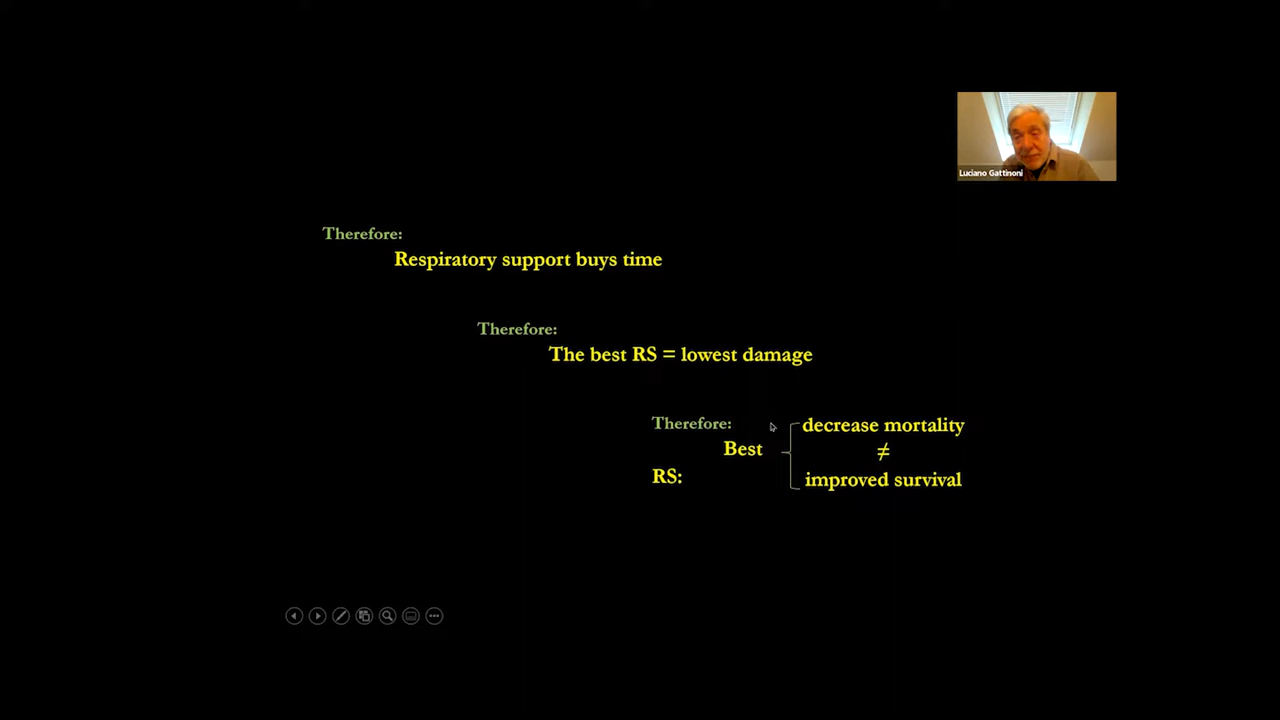 Luciano Gattinoni
Therefore:
Respiratory support buys time
Therefore:
The best RS = lowest damage
Therefore:
Best
RS:
decrease mortality
≠
improved survival